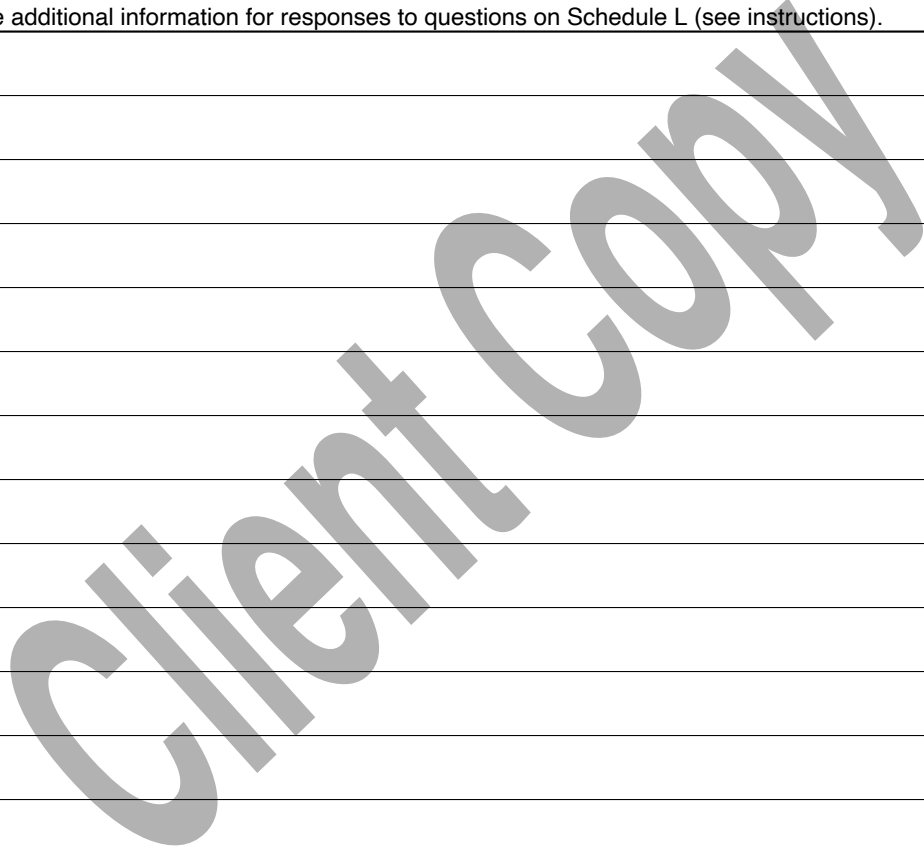 additional information for responses to questions on Schedule L (see instructions).
Client Copy